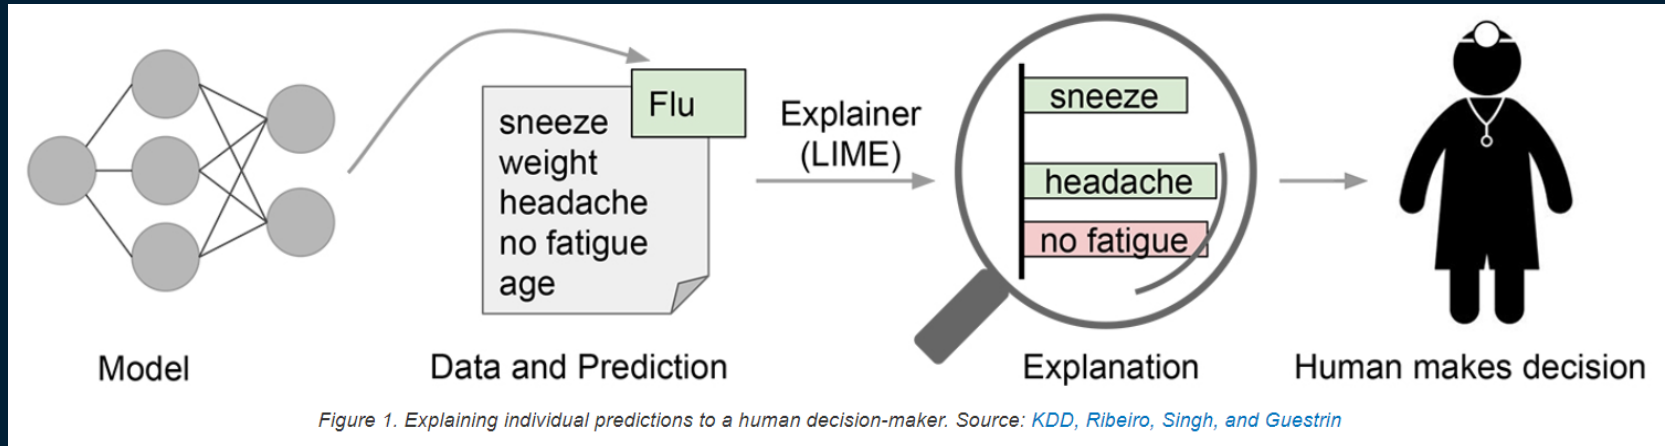 Flu
sneeze
weight
headache
no fatigue
age
Explainer
(LIME)
sneeze
headache
no fatigue
Model
Data and Prediction
Explanation
Human makes decision
Figure 1. Explaining individual predictions to a human decision-maker. Source: KDD, Ribeiro, Singh, and Guestrin